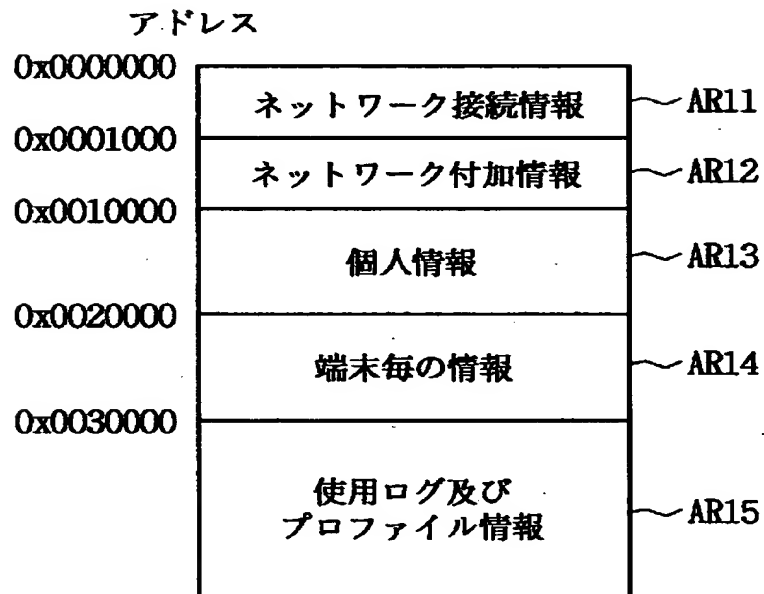 アドレス
0x0000000
ネットワーク接続情報
AR11
0x0001000
ネットワーク付加情報
AR12
0x0010000
個人情報
AR13
0x0020000
端末毎の情報
AR14
0x0030000
使用ログ及び
プロファイル情報
AR15